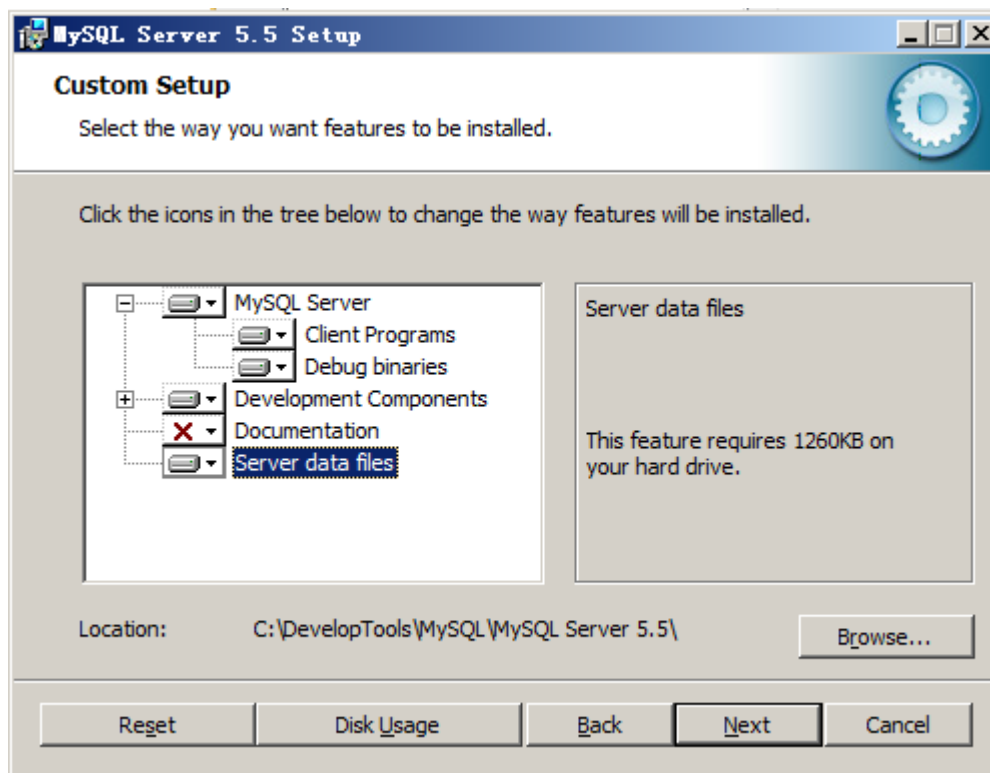 MySQL Server 5.5 Setup
Custom Setup
Select the way you want features to be installed.
Click the icons in the tree below to change the way features will be installed.
MySQL Server
Client Programs
Debug binaries
Development Components
Documentation
Server data files
Server data files
This feature requires 1260KB on
your hard drive.
Location: C:\DevelopTools\MySQL\MySQL Server 5.5\
Browse...
Reset Disk Usage Back Next Cancel